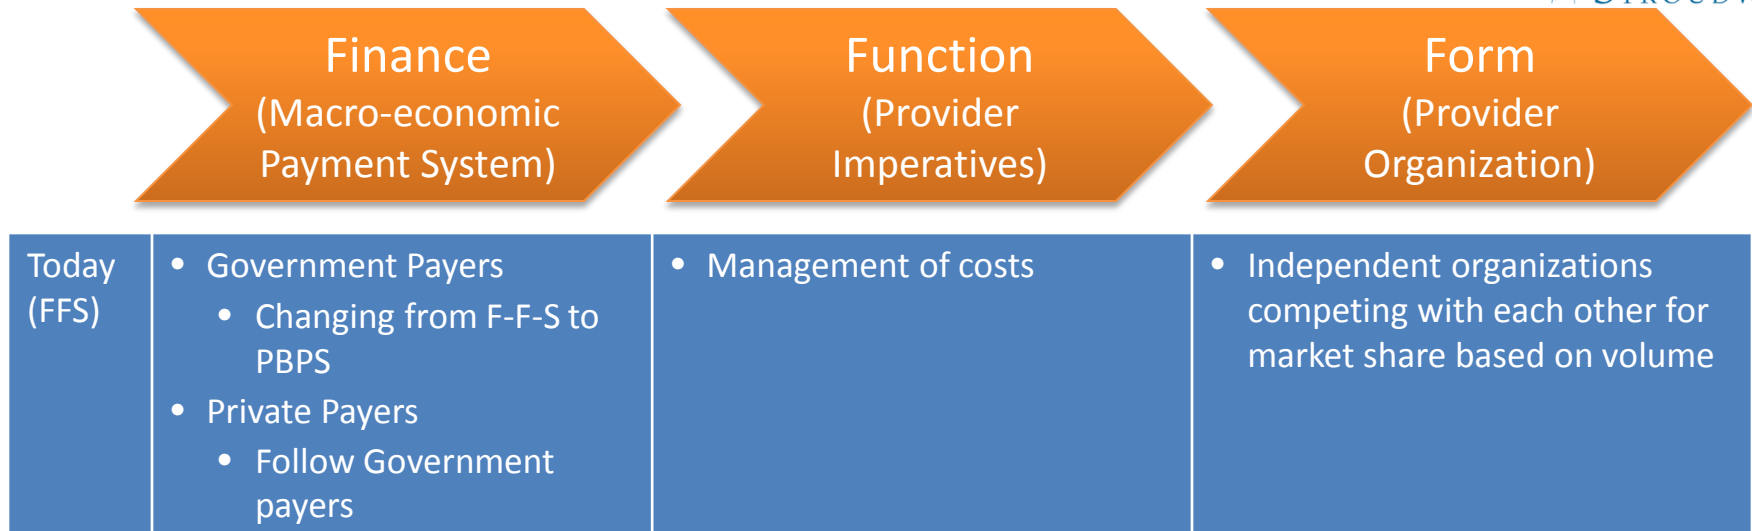 Finance
(Macro-economic
Payment System)
Function
(Provider
Imperatives)
Form
(Provider
Organization)
Today
(FFS)
• Government Payers
• Changing from F-F-S to
PBPS
• Private Payers
• Follow Government
payers
• Management of costs
• Independent organizations
competing with each other for
market share based on volume